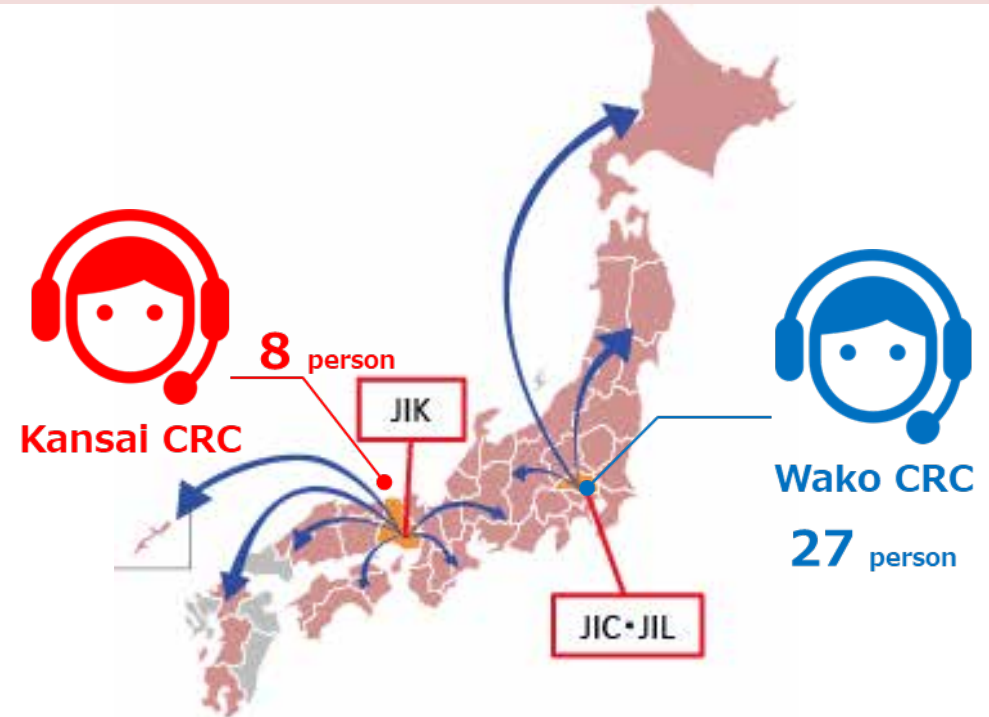 8 person
Kansai CRC
JIK
Wako CRC
27 person
JIC・JIL